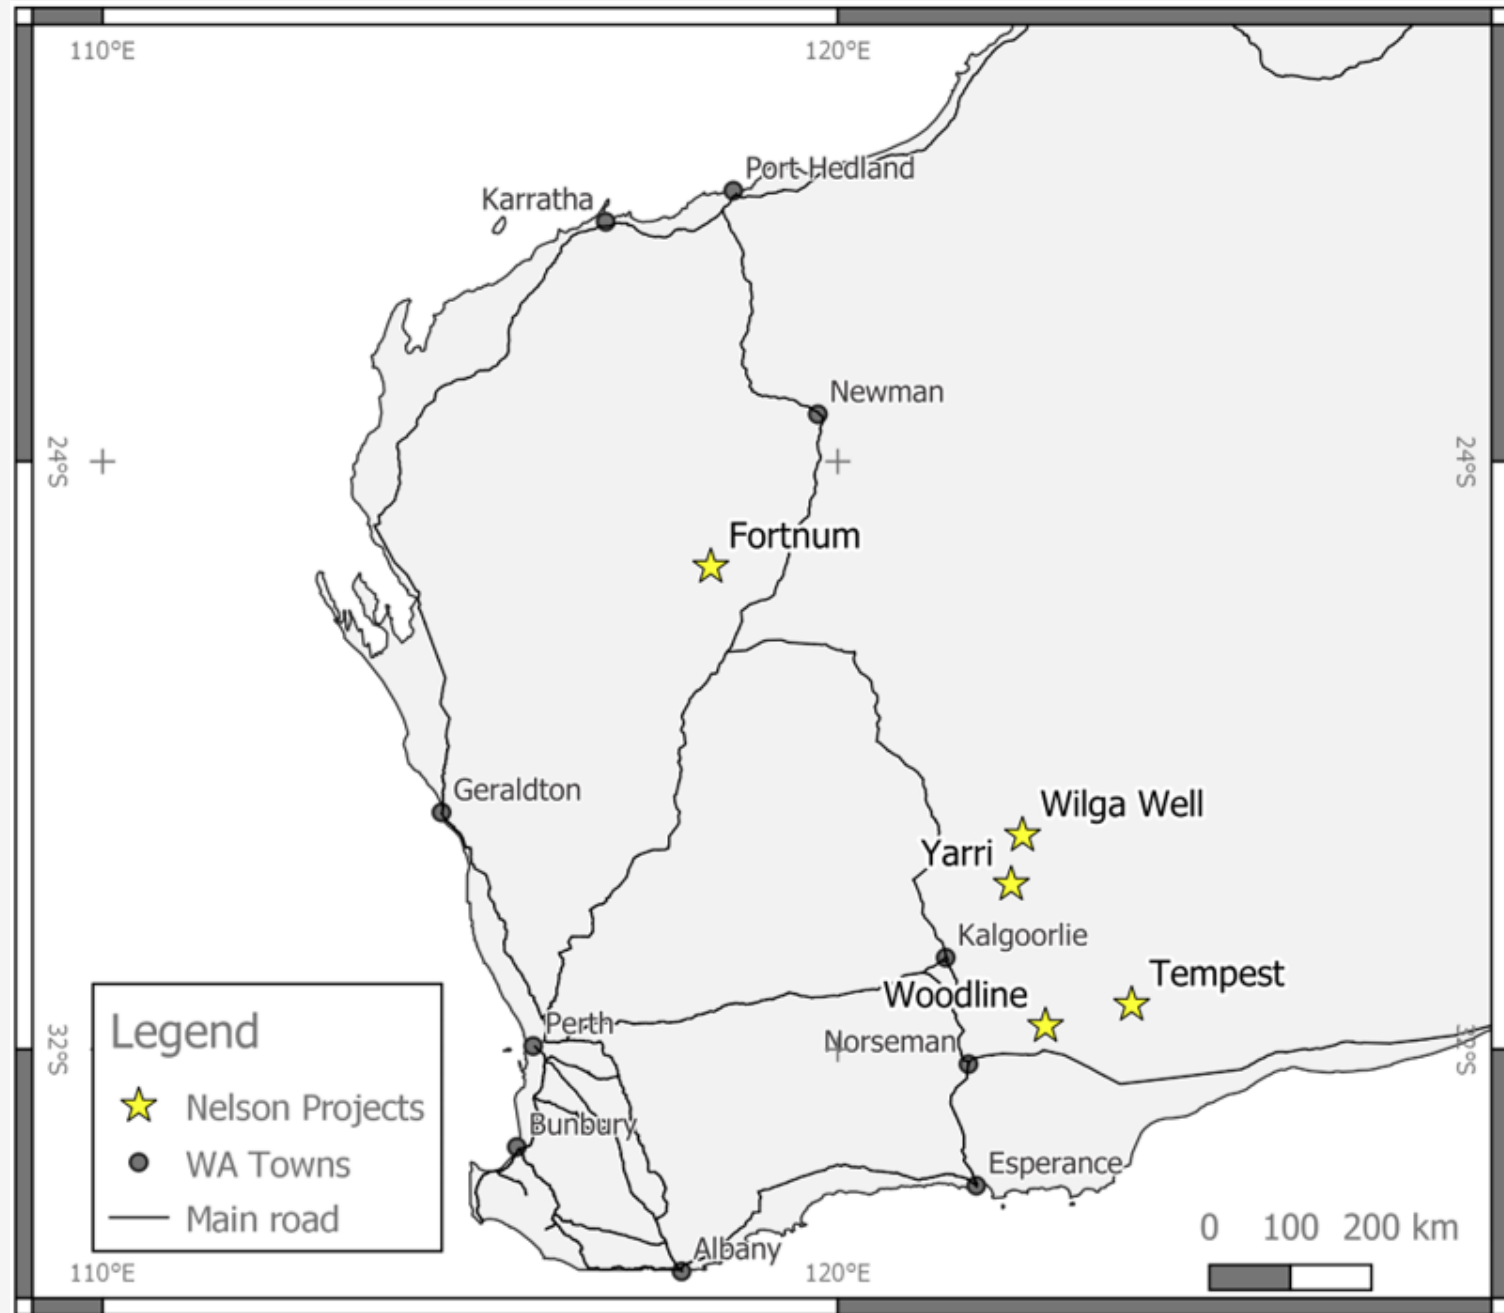 110°E
120°E
Port Hedland
Karratha
Newman
24°S
24°S
Fortnum
Geraldton
Wilga Well
Yarri
Kalgoorlie
Tempest
Woodline
Perth
Norseman
32°S
32°S
Legend
Nelson Projects
WA Towns
Main road
Bunbury
Esperance
Albany
0 100 200 km
110°E
120°E